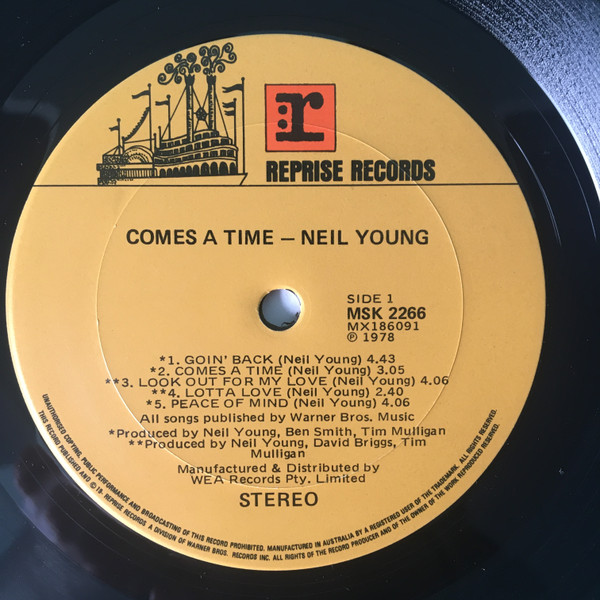 r
REPRISE RECORDS
COMES A TIME – NEIL YOUNG
SIDE 1
MSK 2266
MX186091
℗ 1978
*1. GOIN' BACK (Neil Young) 4.43
*2. COMES A TIME (Neil Young) 3.05
**3. LOOK OUT FOR MY LOVE (Neil Young) 4.06
**4. LOTTA LOVE (Neil Young) 2.40
*5. PEACE OF MIND (Neil Young) 4.06
All songs published by Warner Bros. Music
*Produced by Neil Young, Ben Smith, Tim Mulligan
**Produced by Neil Young, David Briggs, Tim
Mulligan
Manufactured & Distributed by
WEA Records Pty. Limited
STEREO
UNAUTHORISED COPYING, PUBLIC PERFORMANCE AND BROADCASTING OF THIS RECORD PROHIBITED. MANUFACTURED IN AUSTRALIA BY A REGISTERED USER OF THE TRADEMARK. ALL RIGHTS OF
THIS RECORD PUBLISHED AND REPRISE RECORDS A DIVISION OF WARNER BROS. RECORDS INC. ALL RIGHTS OF THE RECORD PRODUCER AND OF THE OWNER OF THE WORK REPRODUCED RESERVED.